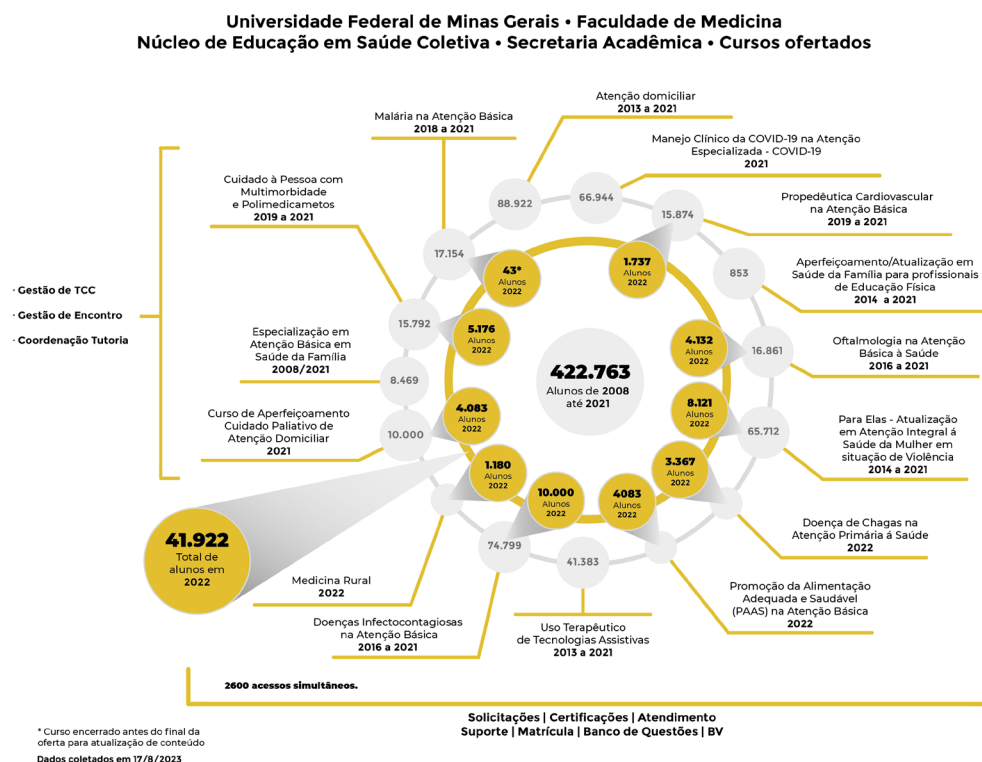 Universidade Federal de Minas Gerais • Faculdade de Medicina
Núcleo de Educação em Saúde Coletiva • Secretaria Acadêmica • Cursos ofertados
Atenção domiciliar
2013 a 2021
Malária na Atenção Básica
2018 a 2021
Manejo Clínico da COVID-19 na Atenção
Especializada - COVID-19
2021
Cuidado à Pessoa com
Multimorbidade
e Polimedicametos
2019 a 2021
Propedêutica Cardiovascular
na Atenção Básica
2019 a 2021
88.922
66.944
15.874
17.154
853
Aperfeiçoamento/Atualização em
Saúde da Família para profissionais
de Educação Física
2014 a 2021
43*
Alunos
2022
1.737
Alunos
2022
· Gestão de TCC
· Gestão de Encontro
· Coordenação Tutoria
15.792
5.176
Alunos
2022
4.132
Alunos
2022
16.861
Oftalmologia na Atenção
Básica à Saúde
2016 a 2021
Especialização em
Atenção Básica em
Saúde da Família
2008/2021
8.469
422.763
Alunos de 2008
até 2021
Curso de Aperfeiçoamento
Cuidado Paliativo de
Atenção Domiciliar
2021
10.000
4.083
Alunos
2022
8.121
Alunos
2022
65.712
Para Elas - Atualização
em Atenção Integral á
Saúde da Mulher em
situação de Violência
2014 a 2021
1.180
Alunos
2022
3.367
Alunos
2022
10.000
Alunos
2022
4083
Alunos
2022
41.922
Total de
alunos em
2022
74.799
41.383
Doença de Chagas na
Atenção Primária á Saúde
2022
Medicina Rural
2022
Promoção da Alimentação
Adequada e Saudável
(PAAS) na Atenção Básica
2022
Doenças Infectocontagiosas
na Atenção Básica
2016 a 2021
Uso Terapêutico
de Tecnologias Assistivas
2013 a 2021
2600 acessos simultâneos.
Solicitações | Certificações | Atendimento
Suporte | Matrícula | Banco de Questões | BV
* Curso encerrado antes do final da
oferta para atualização de conteúdo
Dados coletados em 17/8/2023